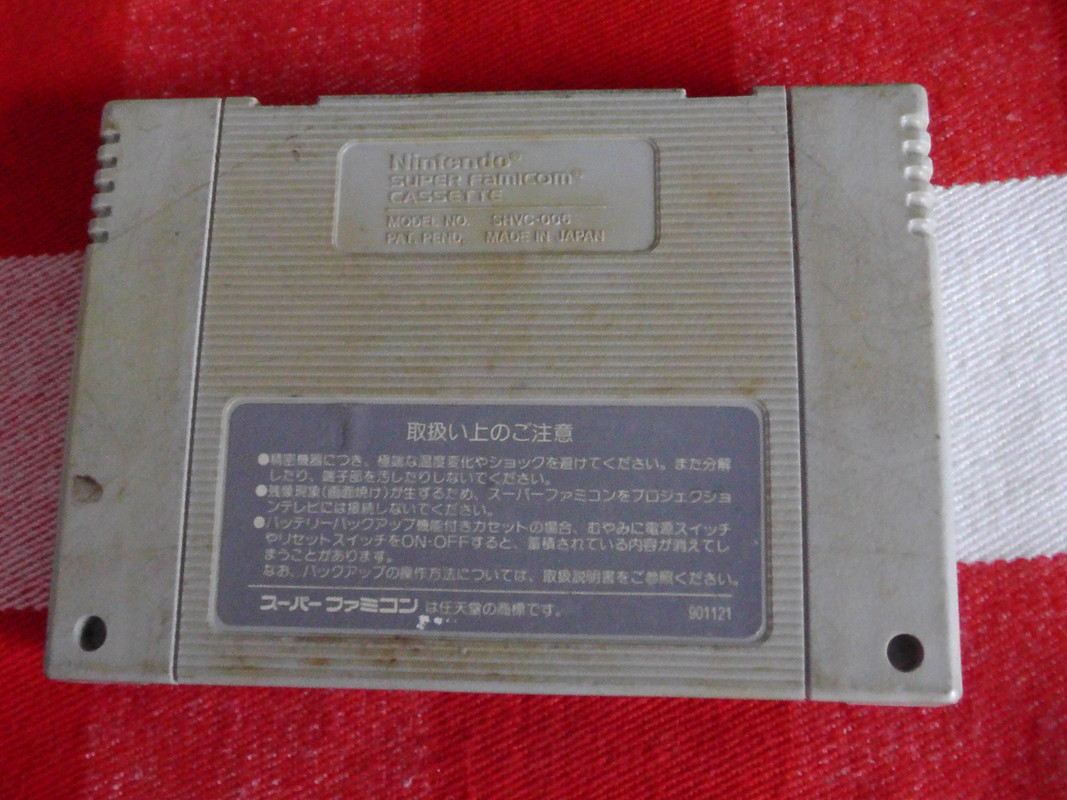 Nintendo®
SUPER FAMICOM®
CASSETTE
MODEL NO. SHVC-006
PAT. PEND. MADE IN JAPAN
取扱い上のご注意
●精密機器につき、極端な温度変化やショックを避けてください。また分解
したり、端子部を汚したりしないでください。
●残像現象(画面焼け)が生ずるため、スーパーファミコンをプロジェクショ
ンテレビには接続しないでください。
●バッテリーバックアップ機能付きカセットの場合、むやみに電源スイッチ
やリセットスイッチをON-OFFすると、蓄積されている内容が消えてし
まうことがあります。
なお、バックアップの操作方法については、取扱説明書をご参照ください。
スーパーファミコンは任天堂の商標です。 901121